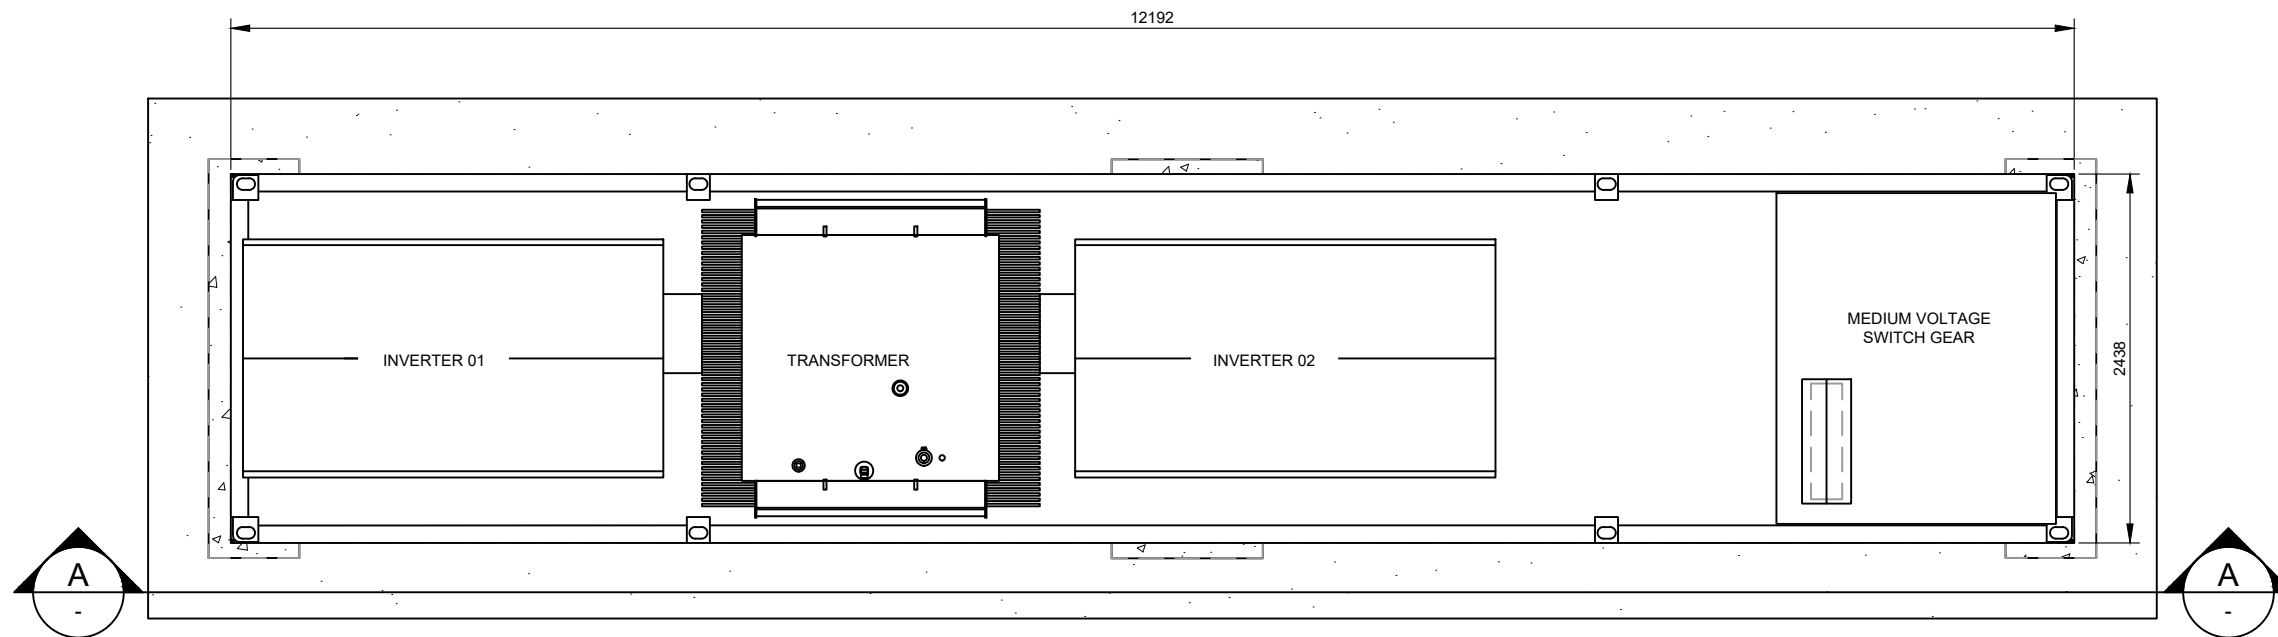 12192
INVERTER 01
TRANSFORMER
INVERTER 02
MEDIUM VOLTAGE
SWITCH GEAR
2438
A
-
A
-